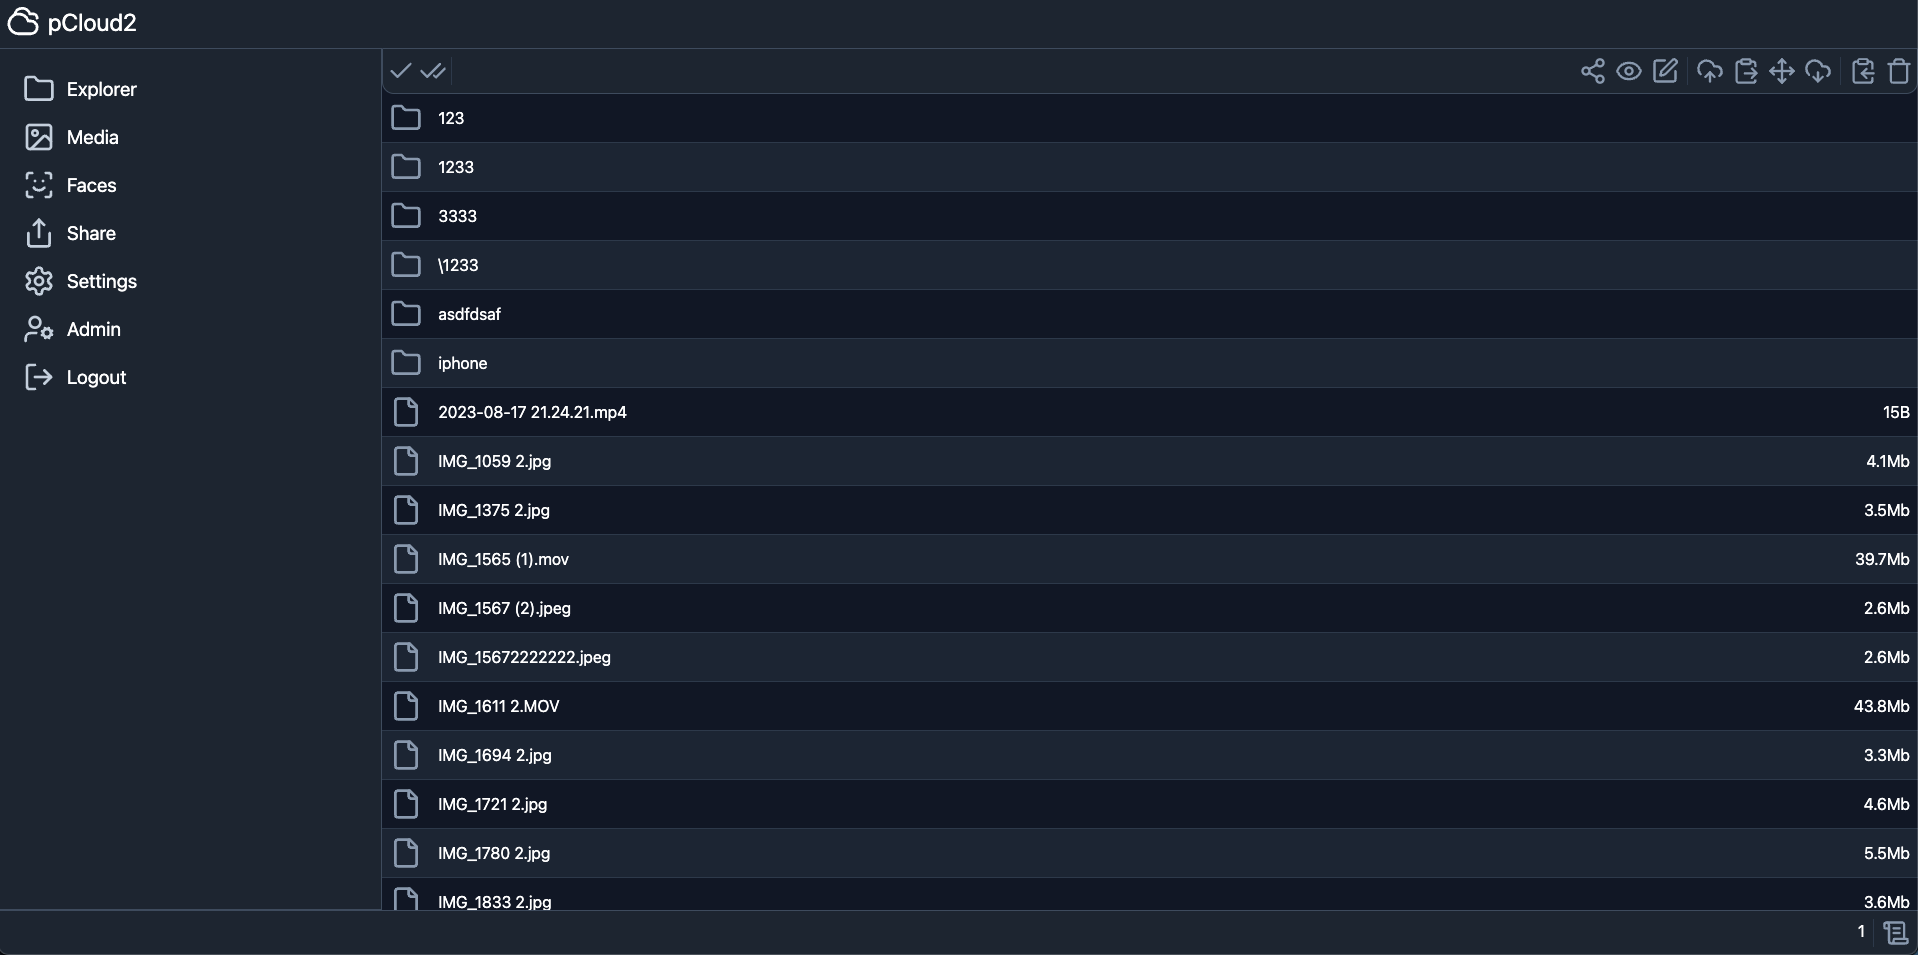 pCloud2
Explorer
Media
Faces
Share
Settings
Admin
Logout
123
1233
3333
\1233
asdfdsaf
iphone
2023-08-17 21.24.21.mp4 15B
IMG_1059 2.jpg 4.1Mb
IMG_1375 2.jpg 3.5Mb
IMG_1565 (1).mov 39.7Mb
IMG_1567 (2).jpeg 2.6Mb
IMG_15672222222.jpeg 2.6Mb
IMG_1611 2.MOV 43.8Mb
IMG_1694 2.jpg 3.3Mb
IMG_1721 2.jpg 4.6Mb
IMG_1780 2.jpg 5.5Mb
IMG_1833 2.jpg 3.6Mb
1